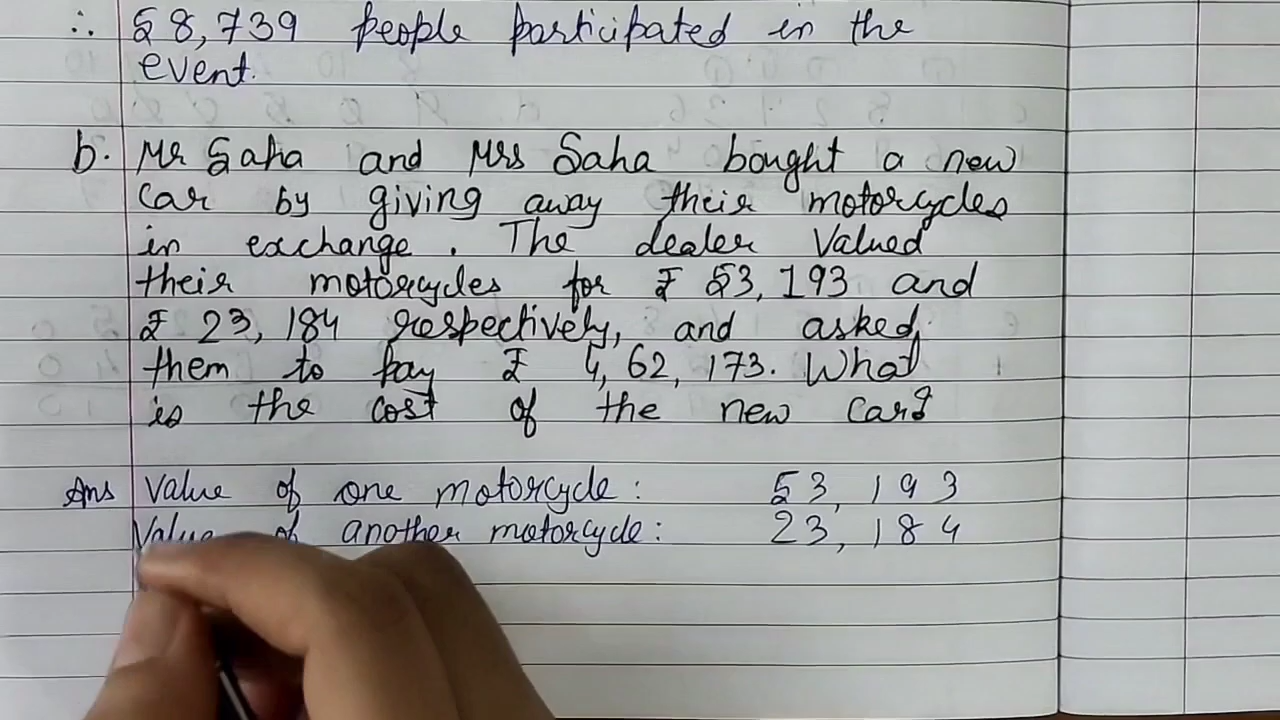 ∴ 58,739 people participated in the
event.
b. Mr Saha and Mrs Saha bought a new
car by giving away their motorcycles
in exchange. The dealer valued
their motorcycles for ₹ 53,193 and
₹ 23,184 respectively, and asked
them to pay ₹ 4,62,173. What
is the cost of the new car?
Ans Value of one motorcycle: 53,193
Value of another motorcycle: 23,184